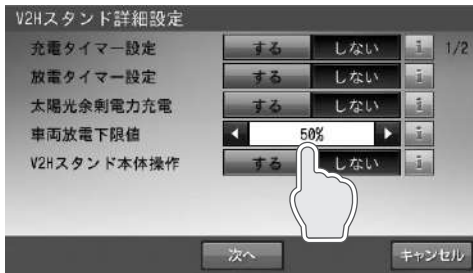 V2Hスタンド詳細設定
充電タイマー設定 する しない i 1/2
放電タイマー設定 する しない i
太陽光余剰電力充電 する しない i
車両放電下限値 ◀ 50% ▶ i
V2Hスタンド本体操作 する しない i
次へ キャンセル